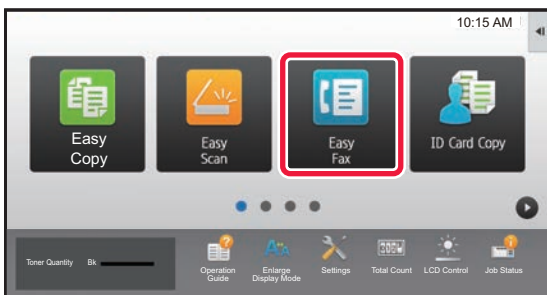 10:15 AM
Easy
Copy
Easy
Scan
Easy
Fax
ID Card Copy
Toner Quantity Bk
Operation
Guide
Enlarge
Display Mode
Settings
Total Count
LCD Control
Job Status